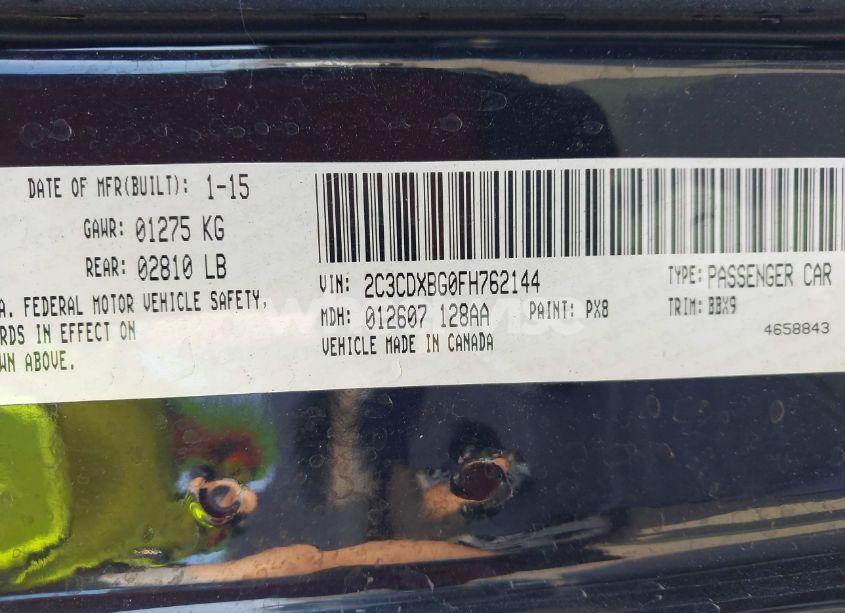 DATE OF MFR(BUILT): 1-15
GAWR: 01275 KG
REAR: 02810 LB
A. FEDERAL MOTOR VEHICLE SAFETY,
RDS IN EFFECT ON
WN ABOVE.
VIN: 2C3CDXBG0FH762144
TYPE: PASSENGER CAR
MDH: 012607 128AA
PAINT: PX8
TRIM: BBX9
VEHICLE MADE IN CANADA
4658843